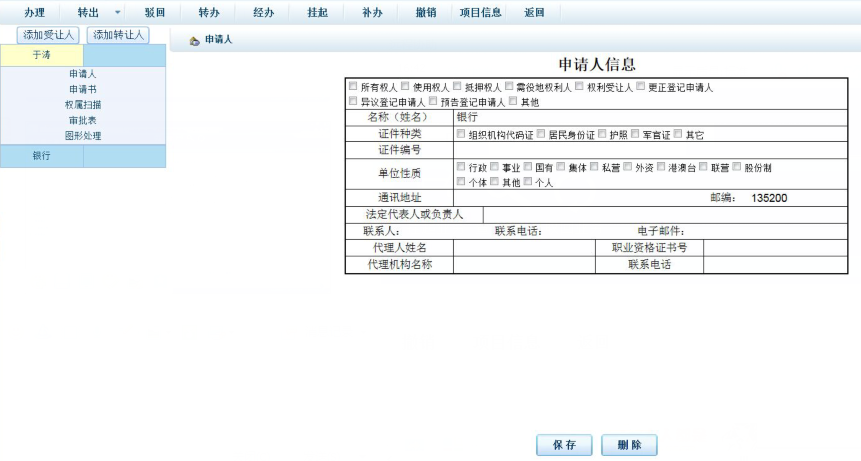 办理 转出 驳回 转办 经办 挂起 补办 撤销 项目信息 返回
添加受让人 添加转让人
于涛
申请人
申请书
权属扫描
审批表
图形处理
银行
申请人
申请人信息
所有权人 使用权人 抵押权人 需役地权利人 权利受让人 更正登记申请人
异议登记申请人 预告登记申请人 其他
名称（姓名） 银行
证件种类 组织机构代码证 居民身份证 护照 军官证 其它
证件编号
单位性质 行政 事业 国有 集体 私营 外资 港澳台 联营 股份制
个体 其他 个人
通讯地址 邮编： 135200
法定代表人或负责人
联系人： 联系电话： 电子邮件：
代理人姓名 职业资格证书号
代理机构名称 联系电话
保存 删除